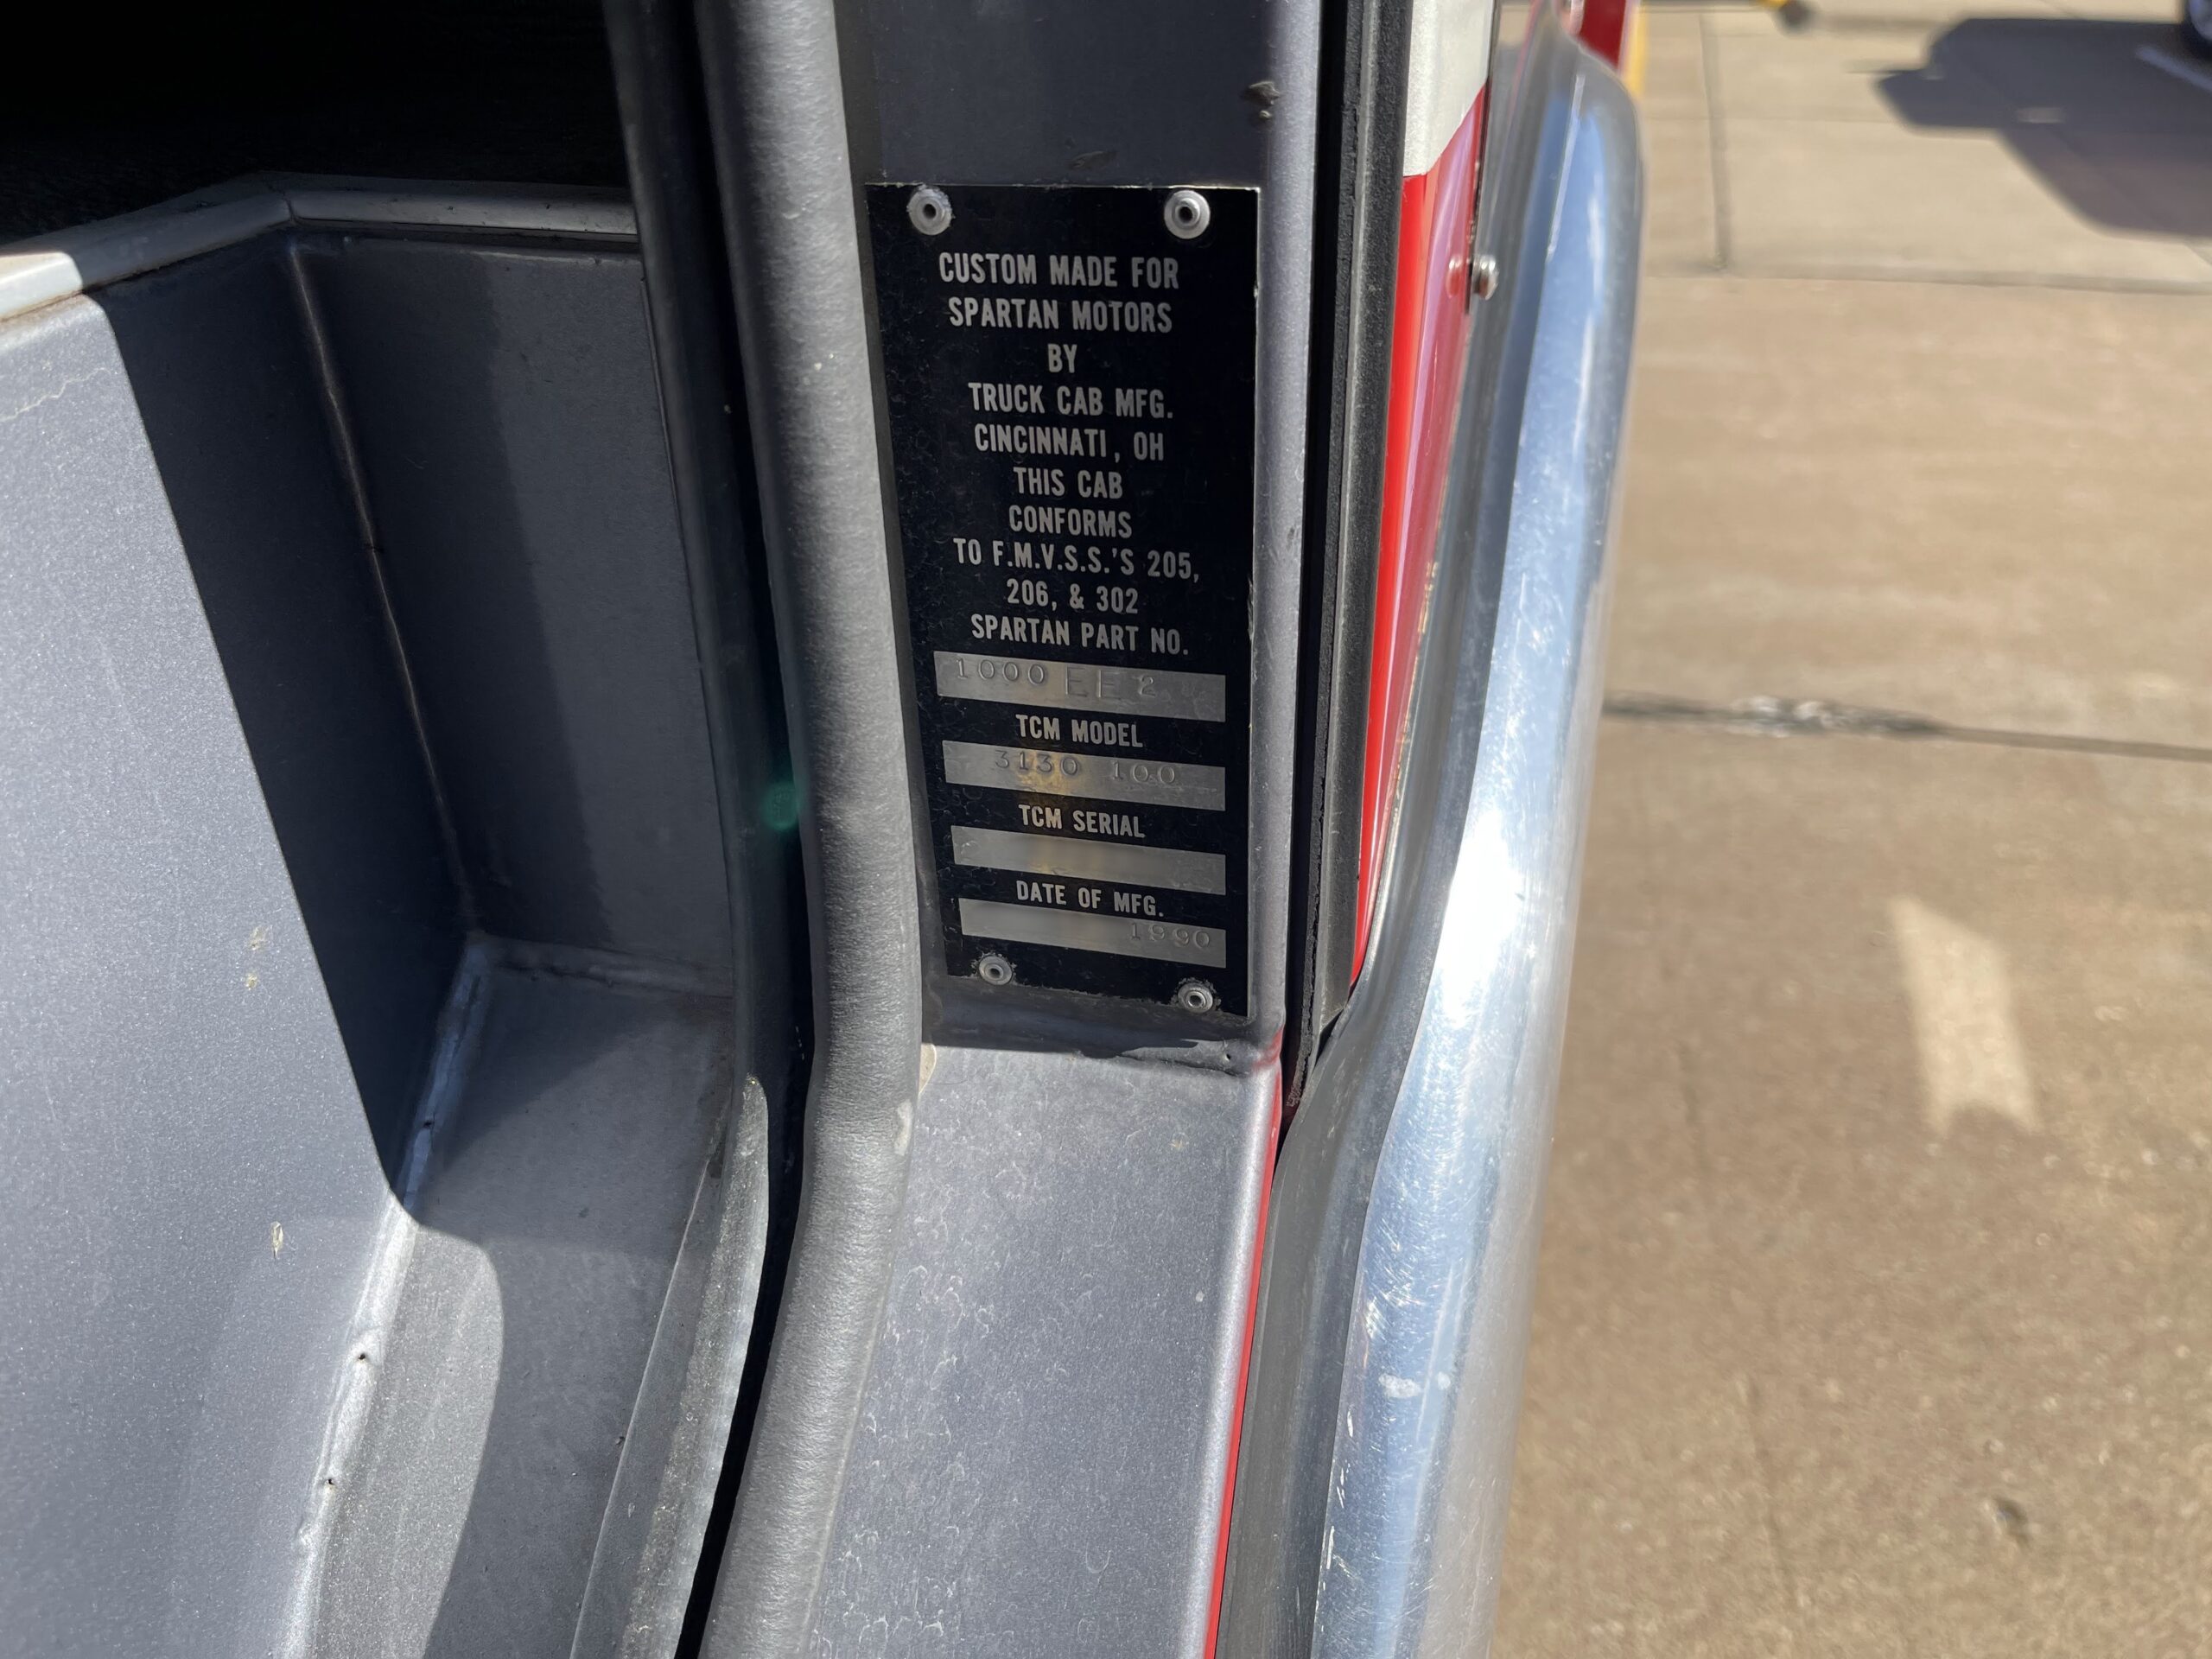 CUSTOM MADE FOR
SPARTAN MOTORS
BY
TRUCK CAB MFG.
CINCINNATI, OH
THIS CAB
CONFORMS
TO F.M.V.S.S.'S 205,
206, & 302
SPARTAN PART NO.
1000 EE 2
TCM MODEL
3130 100
TCM SERIAL
DATE OF MFG.
1990